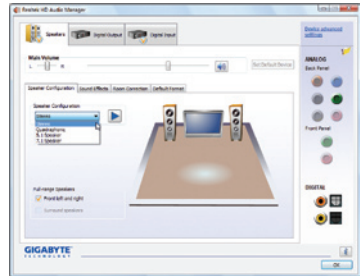 Realtek HD Audio Manager
Speakers
Digital Output
Digital Input
Device advanced
settings
Main Volume
L
R
Set Default Device
ANALOG
Back Panel
Speaker Configuration
Sound Effects
Room Correction
Default Format
Speaker Configuration
Stereo
Stereo
Quadraphonic
5.1 Speaker
7.1 Speaker
Front Panel
Full-range Speakers
Front left and right
Surround speakers
DIGITAL
GIGABYTE
TECHNOLOGY
OK